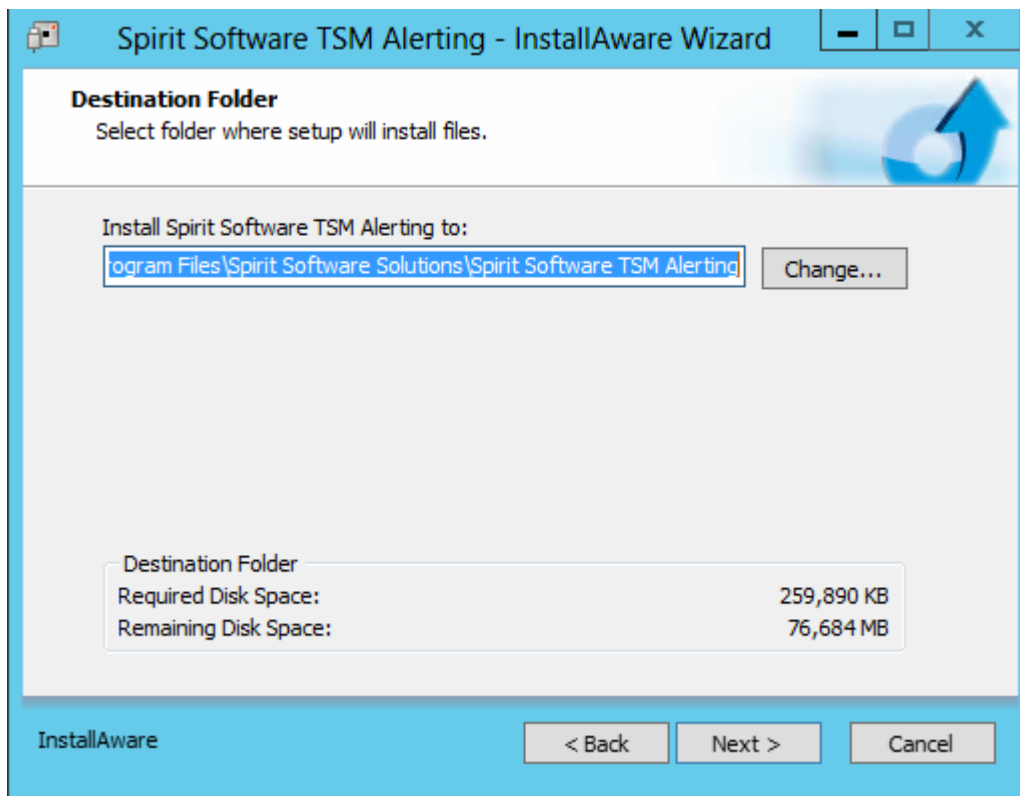 Spirit Software TSM Alerting - InstallAware Wizard
Destination Folder
Select folder where setup will install files.
Install Spirit Software TSM Alerting to:
rogram Files\Spirit Software Solutions\Spirit Software TSM Alerting
Change...
Destination Folder
Required Disk Space: 259,890 KB
Remaining Disk Space: 76,684 MB
InstallAware
< Back
Next >
Cancel